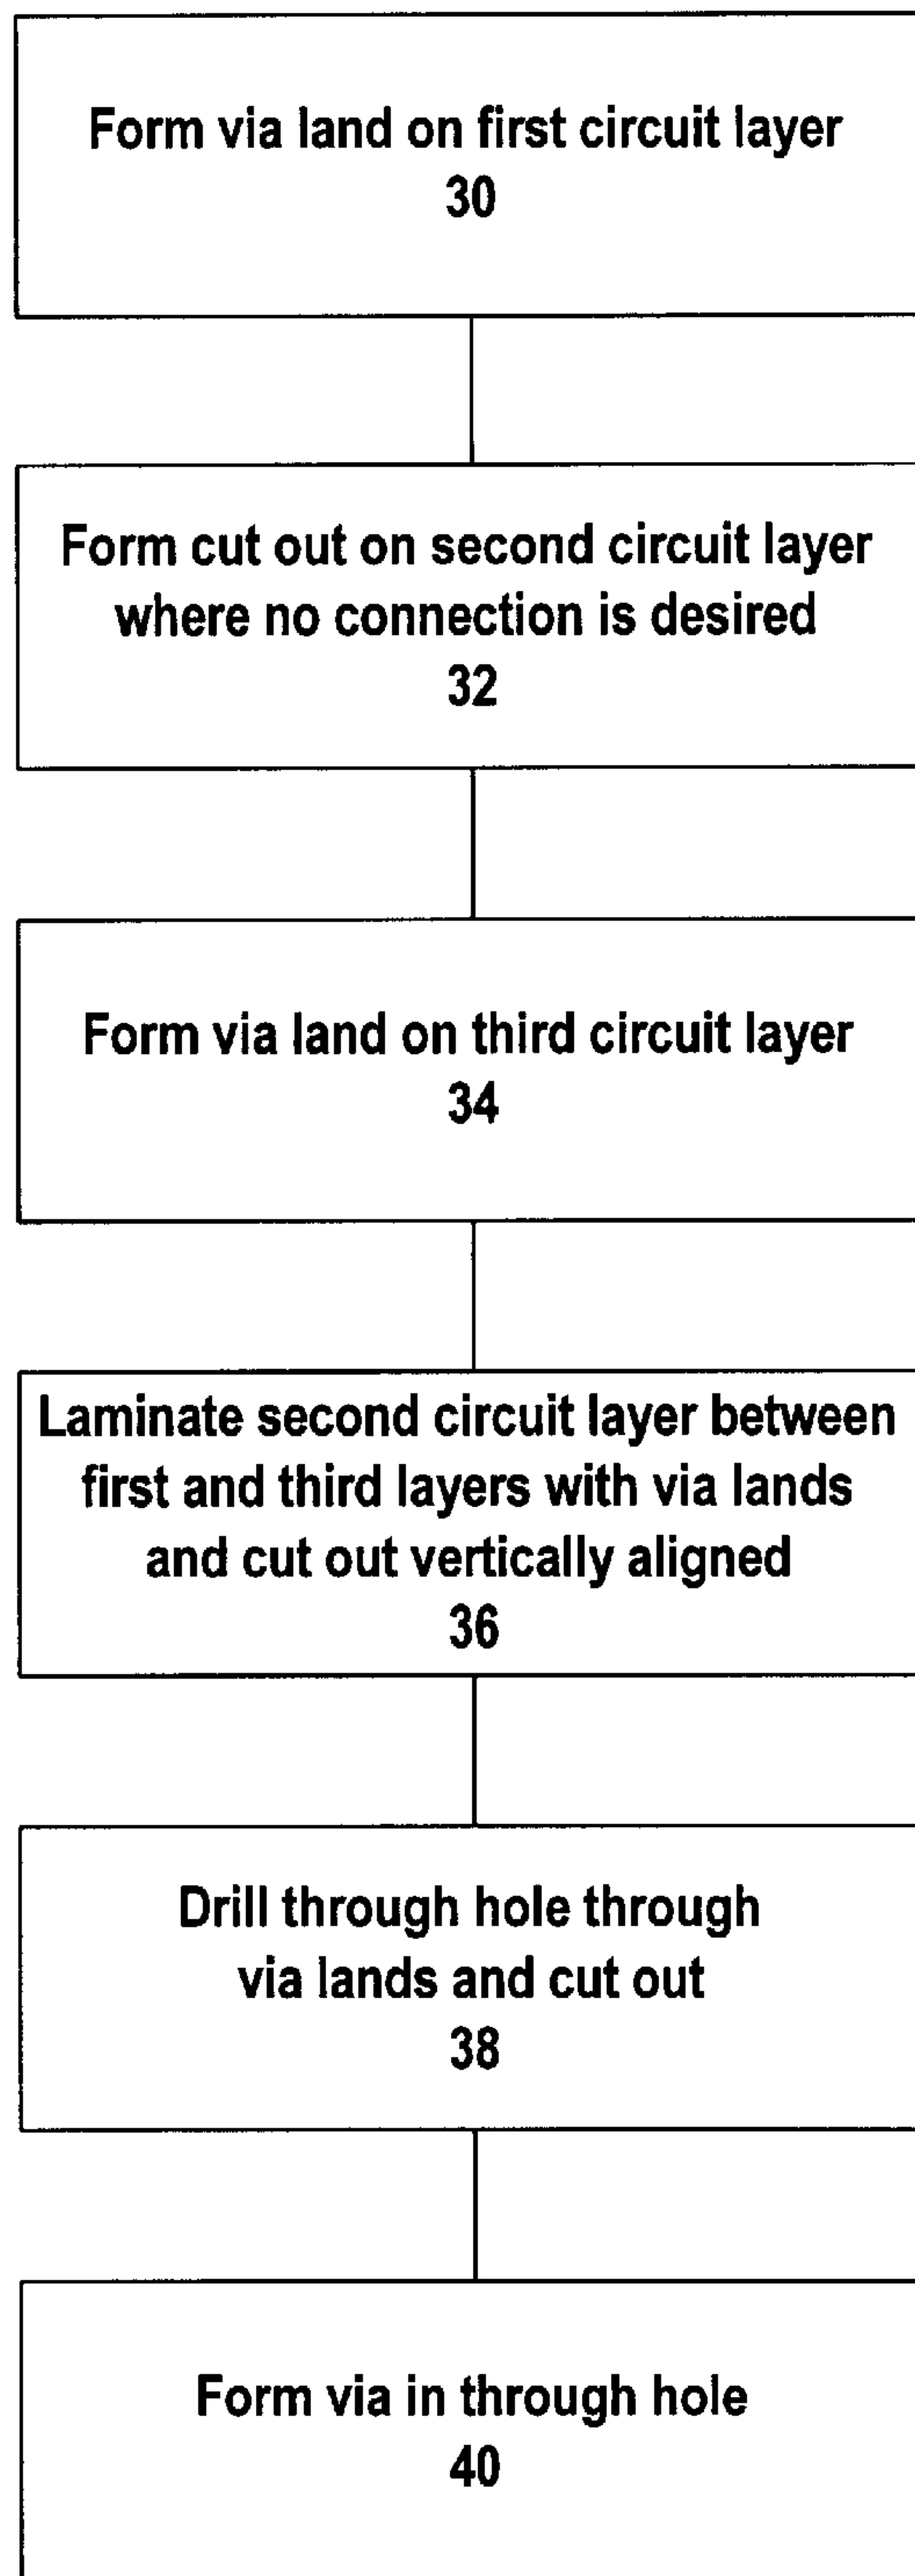 Form via land on first circuit layer
30
Form cut out on second circuit layer
where no connection is desired
32
Form via land on third circuit layer
34
Laminate second circuit layer between
first and third layers with via lands
and cut out vertically aligned
36
Drill through hole through
via lands and cut out
38
Form via in through hole
40